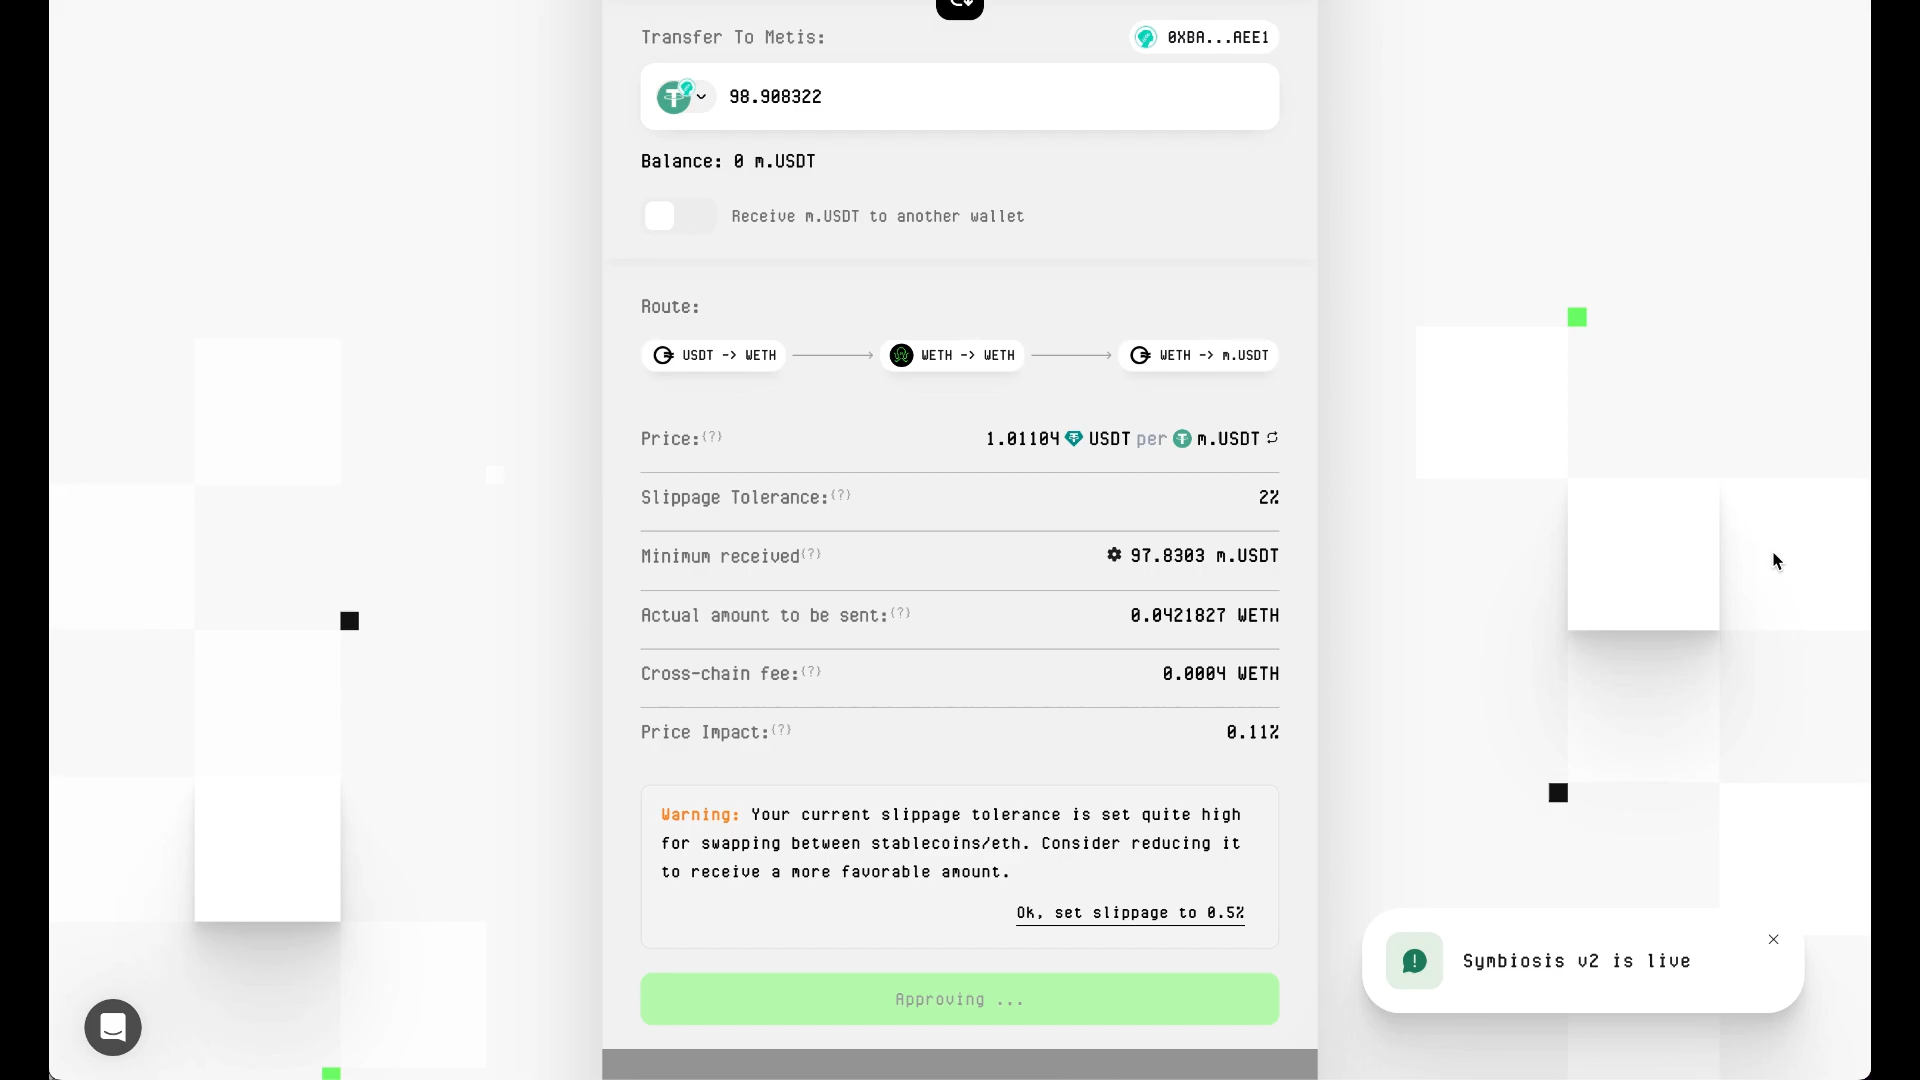 Transfer To Metis:
0XBA...AEE1
98.908322
Balance: 0 m.USDT
Receive m.USDT to another wallet
Route:
USDT -> WETH
WETH -> WETH
WETH -> m.USDT
Price:(?)
1.01104 USDT per m.USDT
Slippage Tolerance:(?)
2%
Minimum received(?)
97.8303 m.USDT
Actual amount to be sent:(?)
0.0421827 WETH
Cross-chain fee:(?)
0.0004 WETH
Price Impact:(?)
0.11%
Warning: Your current slippage tolerance is set quite high
for swapping between stablecoins/eth. Consider reducing it
to receive a more favorable amount.
Ok, set slippage to 0.5%
Approving ...
Symbiosis v2 is live